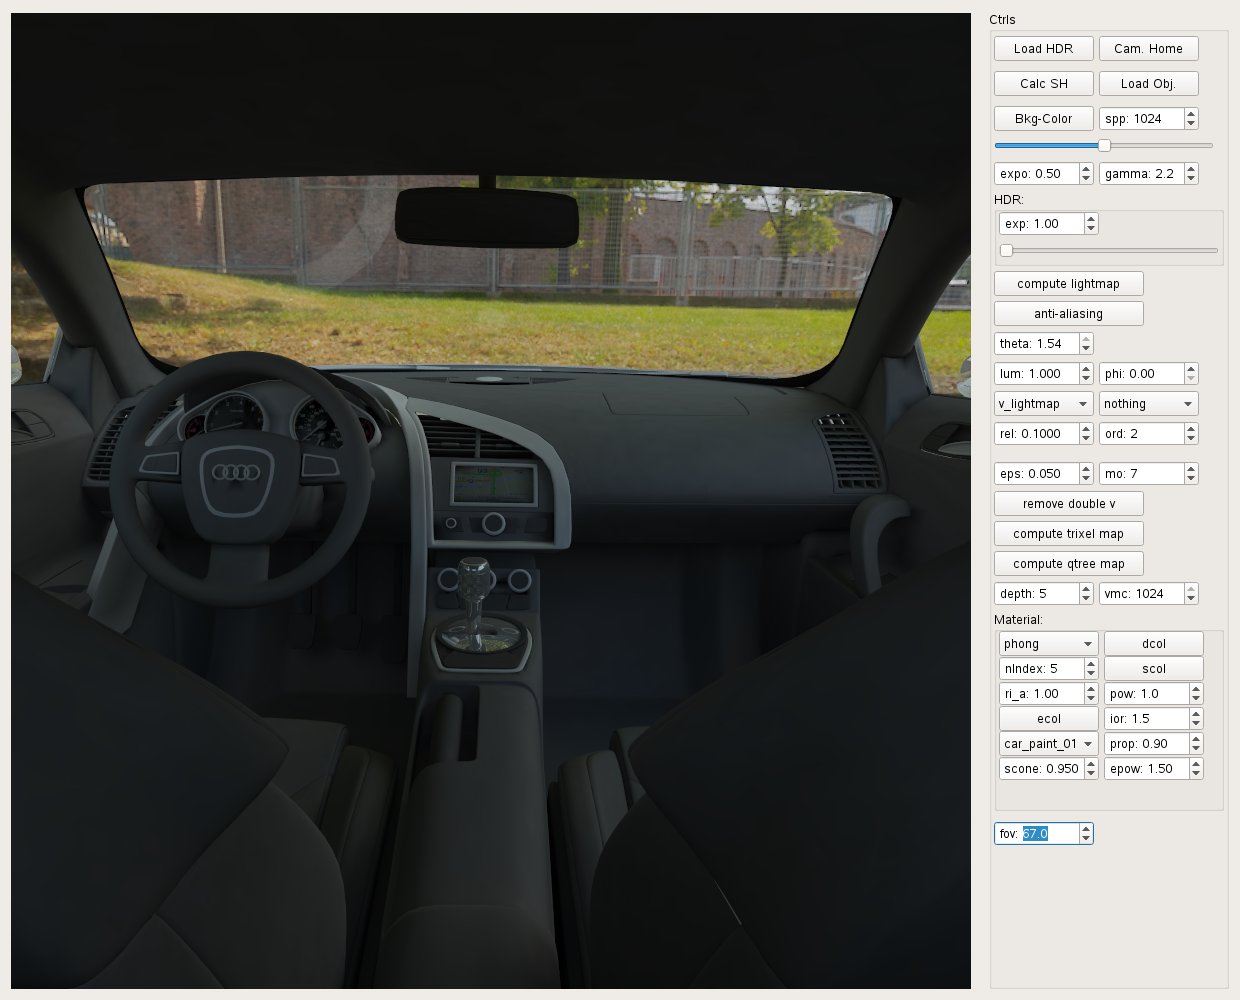 Ctrls
Load HDR Cam. Home
Calc SH Load Obj.
Bkg-Color spp: 1024
expo: 0.50 gamma: 2.2
HDR:
exp: 1.00
compute lightmap
anti-aliasing
theta: 1.54
lum: 1.000 phi: 0.00
v_lightmap nothing
rel: 0.1000 ord: 2
eps: 0.050 mo: 7
remove double v
compute trixel map
compute qtree map
depth: 5 vmc: 1024
Material:
phong dcol
nIndex: 5 scol
ri_a: 1.00 pow: 1.0
ecol ior: 1.5
car_paint_01 prop: 0.90
scone: 0.950 epow: 1.50
fov: 67.0